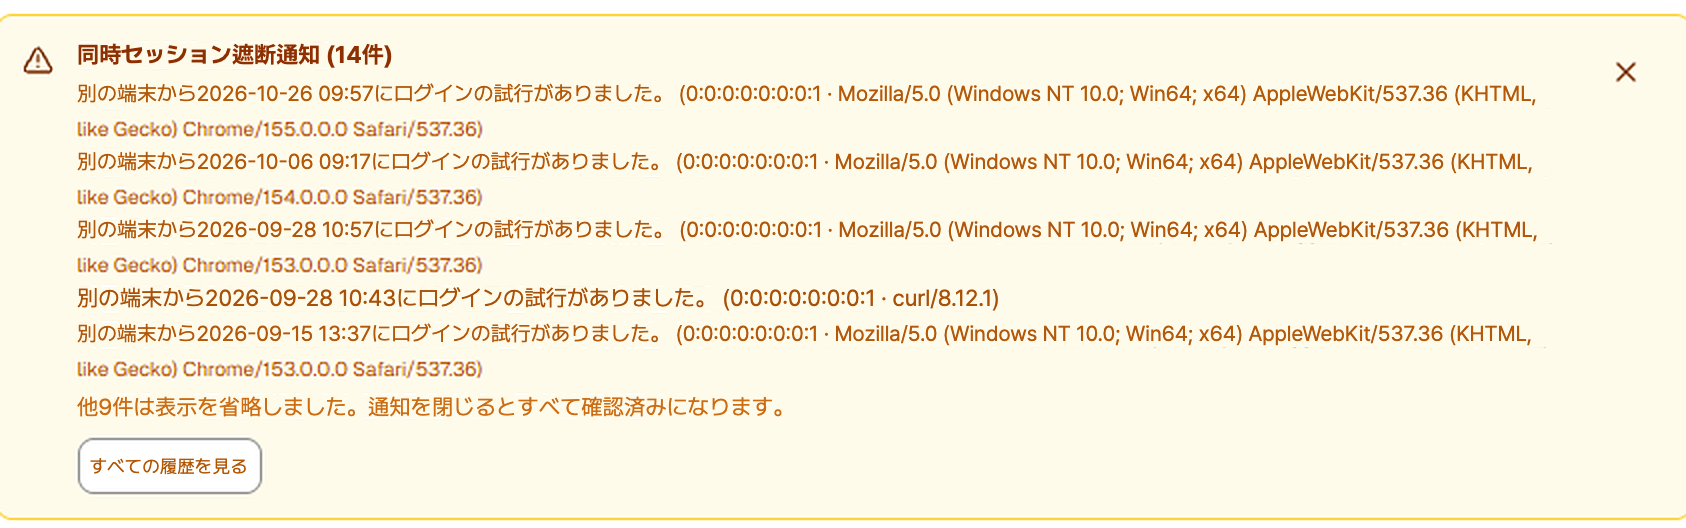 同時セッション遮断通知 (14件)
別の端末から2026-10-26 09:57にログインの試行がありました。 (0:0:0:0:0:0:0:1 · Mozilla/5.0 (Windows NT 10.0; Win64; x64) AppleWebKit/537.36 (KHTML,
like Gecko) Chrome/155.0.0.0 Safari/537.36)
別の端末から2026-10-06 09:17にログインの試行がありました。 (0:0:0:0:0:0:0:1 · Mozilla/5.0 (Windows NT 10.0; Win64; x64) AppleWebKit/537.36 (KHTML,
like Gecko) Chrome/154.0.0.0 Safari/537.36)
別の端末から2026-09-28 10:57にログインの試行がありました。 (0:0:0:0:0:0:0:1 · Mozilla/5.0 (Windows NT 10.0; Win64; x64) AppleWebKit/537.36 (KHTML,
like Gecko) Chrome/153.0.0.0 Safari/537.36)
別の端末から2026-09-28 10:43にログインの試行がありました。 (0:0:0:0:0:0:0:1 · curl/8.12.1)
別の端末から2026-09-15 13:37にログインの試行がありました。 (0:0:0:0:0:0:0:1 · Mozilla/5.0 (Windows NT 10.0; Win64; x64) AppleWebKit/537.36 (KHTML,
like Gecko) Chrome/153.0.0.0 Safari/537.36)
他9件は表示を省略しました。通知を閉じるとすべて確認済みになります。
すべての履歴を見る